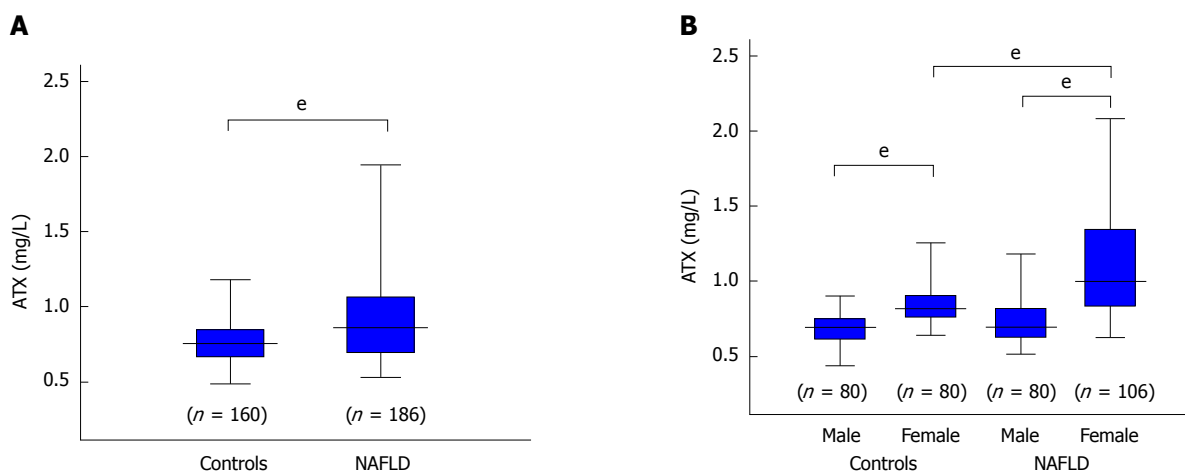 A
2.5
2.0
1.5
1.0
0.5
ATX (mg/L)
e
(n = 160) (n = 186)
Controls NAFLD
B
2.5
2.0
1.5
1.0
0.5
ATX (mg/L)
e
e
e
(n = 80) (n = 80) (n = 80) (n = 106)
Male Female Male Female
Controls NAFLD